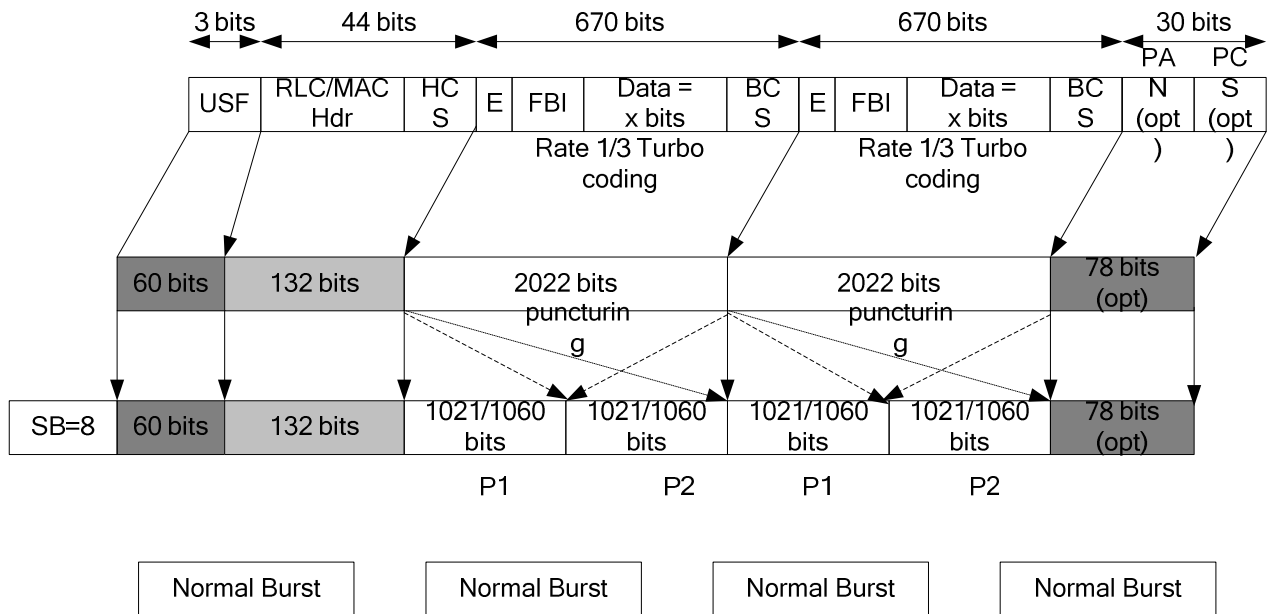 3 bits 44 bits 670 bits 670 bits 30 bits
USF
RLC/MAC
Hdr
HC
S
E
FBI
Data =
x bits
BC
S
E
FBI
Data =
x bits
BC
S
PA
N
(opt
)
PC
S
(opt
)
Rate 1/3 Turbo
coding
Rate 1/3 Turbo
coding
60 bits
132 bits
2022 bits
puncturin
g
2022 bits
puncturin
g
78 bits
(opt)
SB=8
60 bits
132 bits
1021/1060
bits
1021/1060
bits
1021/1060
bits
1021/1060
bits
78 bits
(opt)
P1 P2 P1 P2
Normal Burst Normal Burst Normal Burst Normal Burst